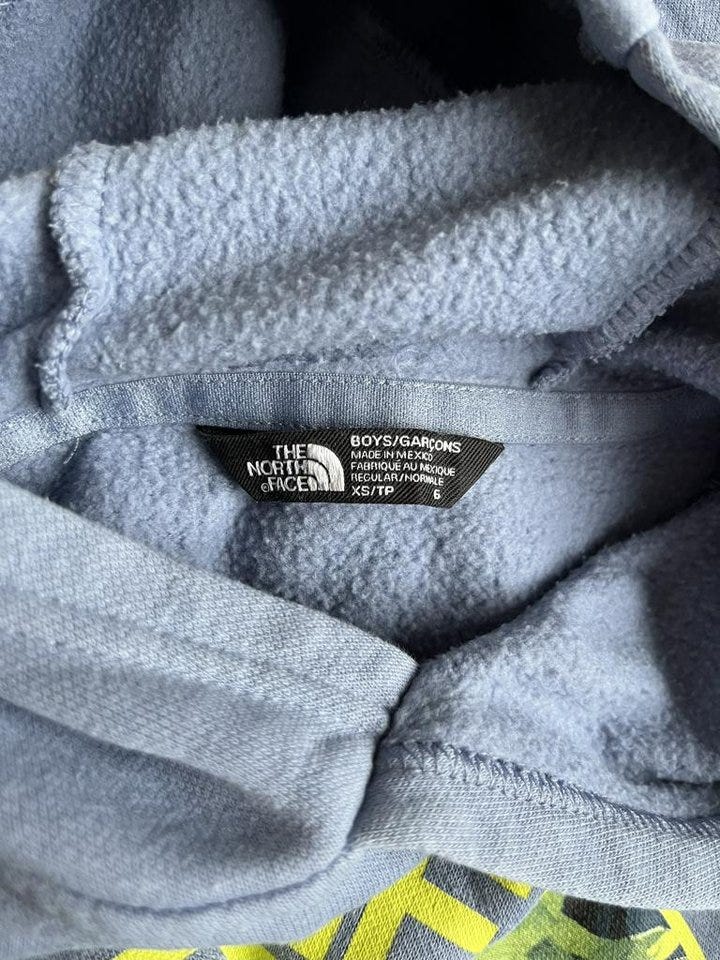 THE
NORTH
FACE
BOYS/GARÇONS
MADE IN MEXICO
FABRIQUÉ AU MEXIQUE
REGULAR/NORMALE
XS/TP 6